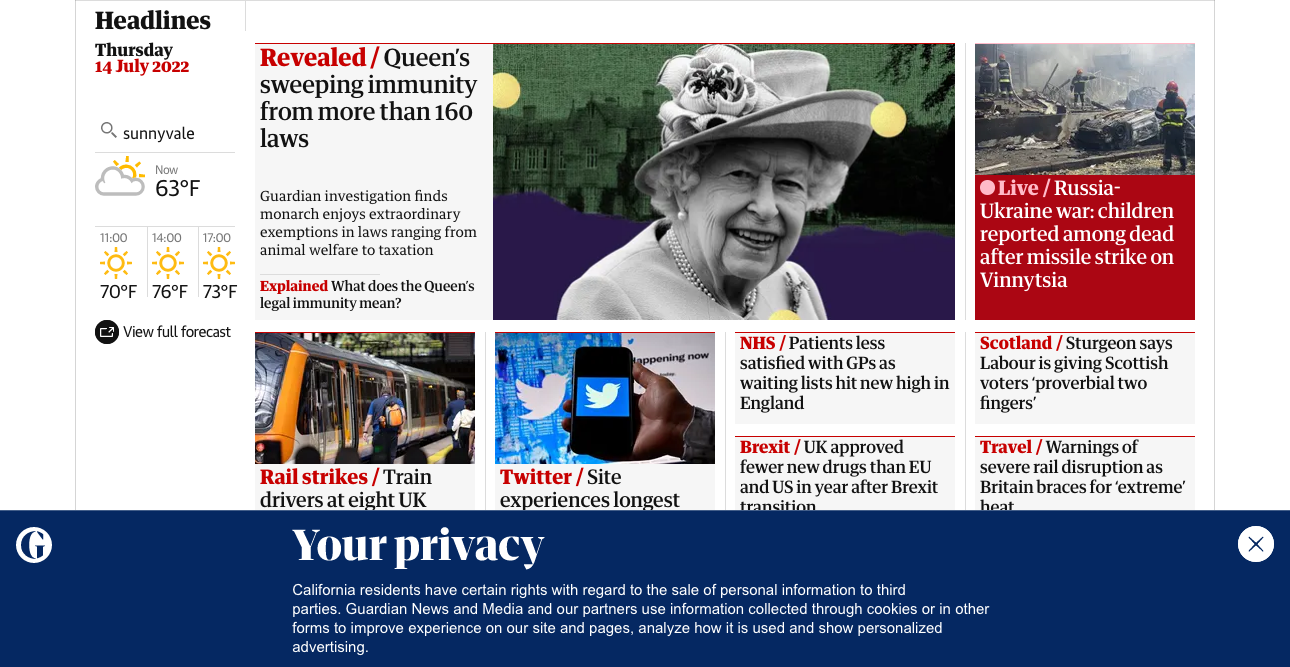 Headlines
Thursday
14 July 2022
sunnyvale
Now
63°F
11:00
70°F
14:00
76°F
17:00
73°F
View full forecast
Revealed / Queen’s
sweeping immunity
from more than 160
laws
Guardian investigation finds
monarch enjoys extraordinary
exemptions in laws ranging from
animal welfare to taxation
Explained What does the Queen’s
legal immunity mean?
Live / Russia-
Ukraine war: children
reported among dead
after missile strike on
Vinnytsia
Rail strikes / Train
drivers at eight UK
appening now
today.
Twitter / Site
experiences longest
NHS / Patients less
satisfied with GPs as
waiting lists hit new high in
England
Scotland / Sturgeon says
Labour is giving Scottish
voters ‘proverbial two
fingers’
Brexit / UK approved
fewer new drugs than EU
and US in year after Brexit
transition
Travel / Warnings of
severe rail disruption as
Britain braces for ‘extreme’
heat
G
Your privacy
California residents have certain rights with regard to the sale of personal information to third
parties. Guardian News and Media and our partners use information collected through cookies or in other
forms to improve experience on our site and pages, analyze how it is used and show personalized
advertising.